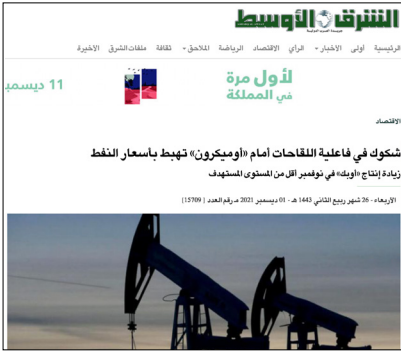 الشرق الأوسط
جريدة العرب الدولية
الرئيسية أولى الأخبار الرأي الاقتصاد الرياضة الملاحق ثقافة ملفات الشرق الأخيرة
لأول مرة
في المملكة
11 ديسمبر
الاقتصاد
شكوك في فاعلية اللقاحات أمام «أوميكرون» تهبط بأسعار النفط
زيادة إنتاج «أوبك» في نوفمبر أقل من المستوى المستهدف
الأربعاء - 26 شهر ربيع الثاني 1443 هـ - 01 ديسمبر 2021 مـ رقم العدد [15709]